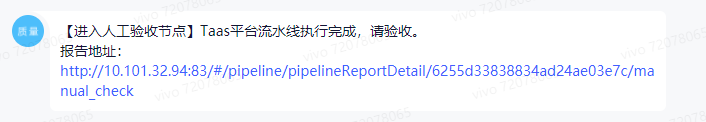 质量
【进入人工验收节点】Taas平台流水线执行完成，请验收。
报告地址：
http://10.101.32.94:83/#/pipeline/pipelineReportDetail/6255d33838834ad24ae03e7c/ma
nual_check
vivo 72078065